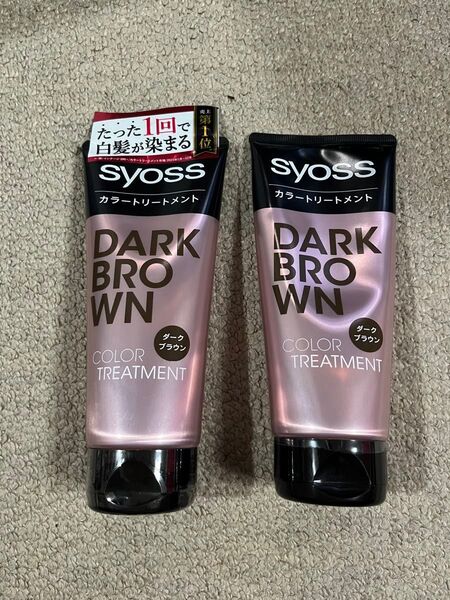 たった1回で
白髪が染まる
売上
第1位
syoss
カラートリートメント
DARK
BRO
WN
ダーク
ブラウン
COLOR
TREATMENT
syoss
カラートリートメント
DARK
BRO
WN
ダーク
ブラウン
COLOR
TREATMENT